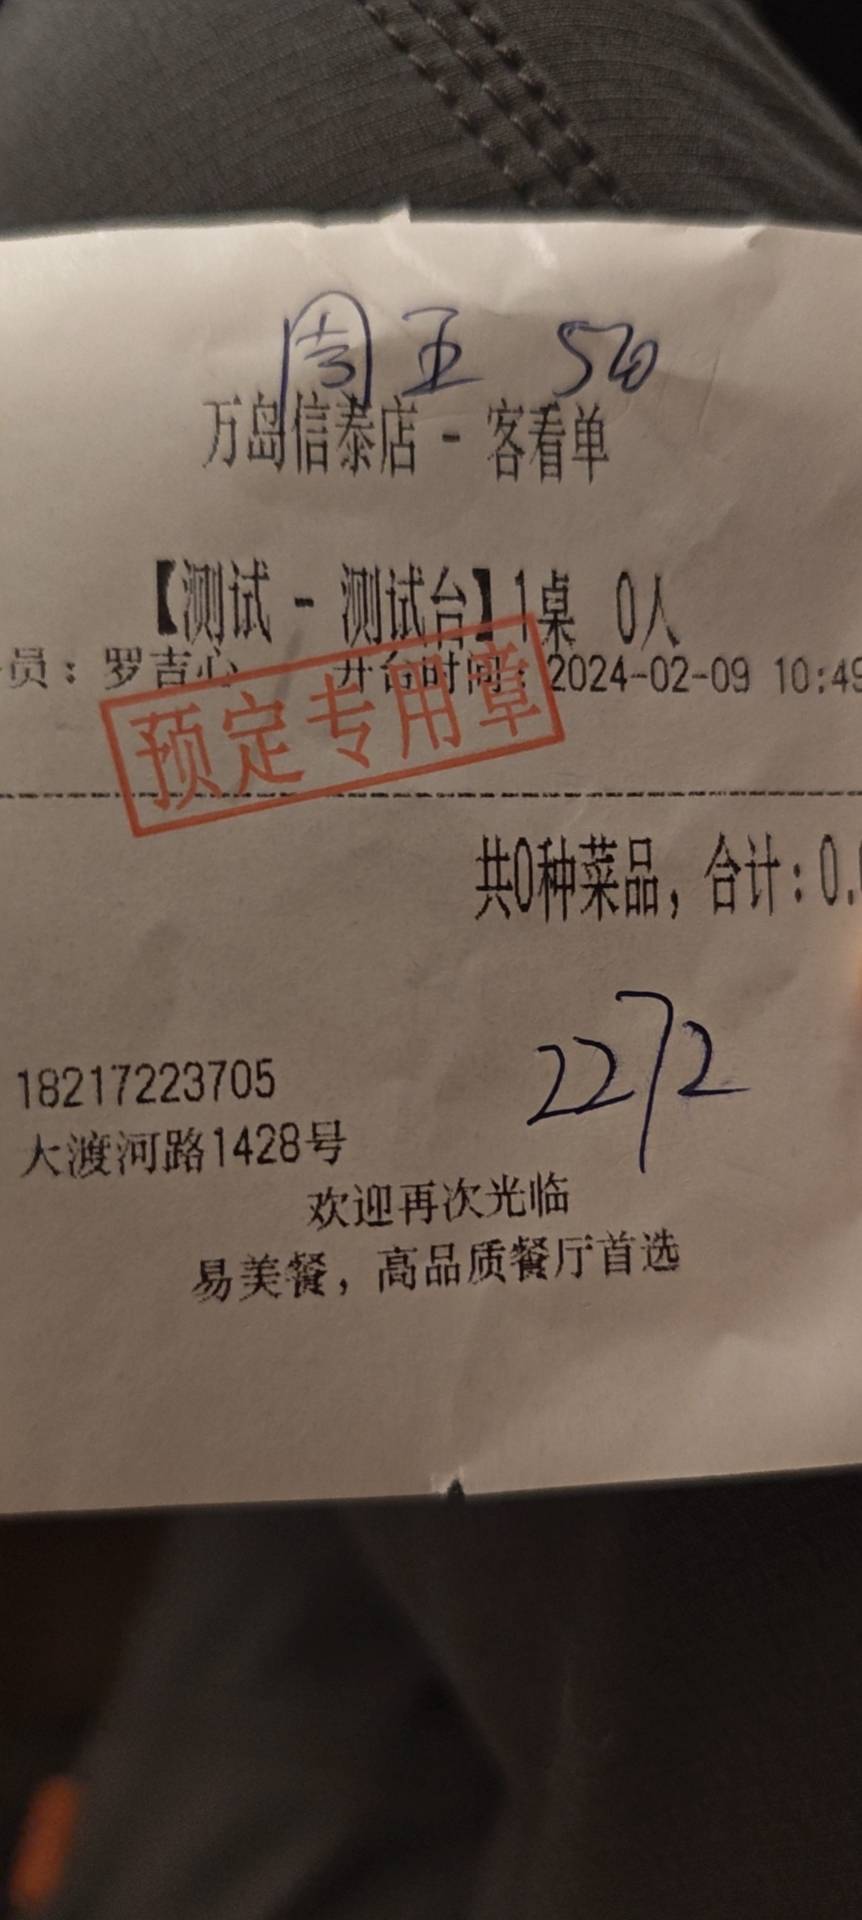 周五 520
万岛信泰店 - 客看单
【测试 - 测试台】1桌 0人
员：罗吉心 开台时间：2024-02-09 10:49
预定专用章
共0种菜品，合计：0.
2272
18217223705
大渡河路1428号
欢迎再次光临
易美餐，高品质餐厅首选